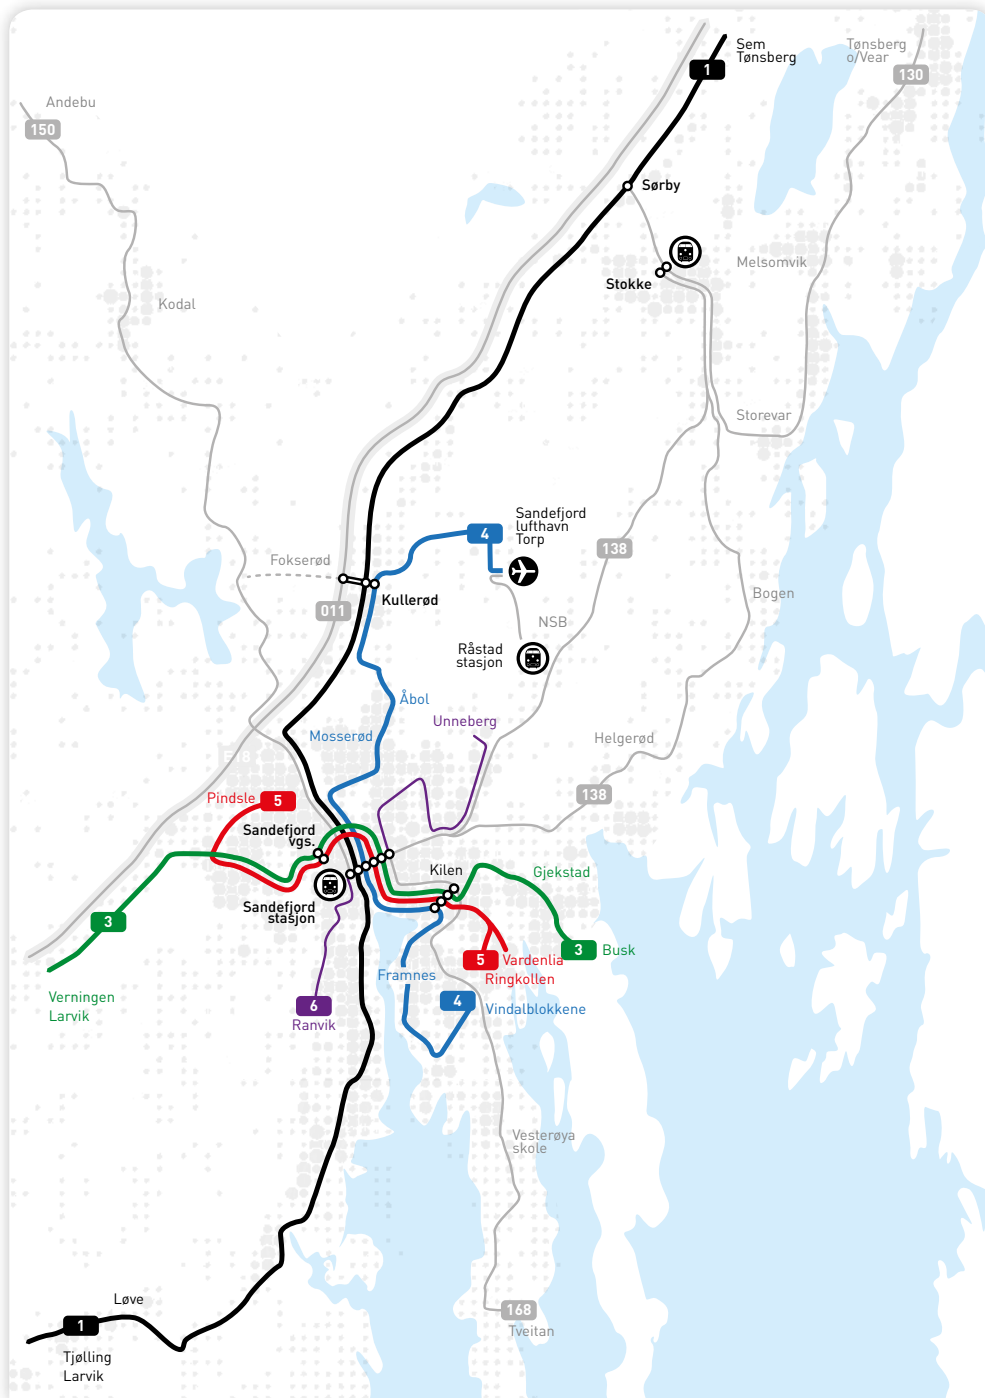 Sem
Tønsberg
1
Tønsberg
o/Vear
130
Andebu
150
Sørby
Melsomvik
Stokke
Kodal
Storevar
Sandefjord
lufthavn
Torp
4
138
Fokserød
Kullerød
011
Bogen
NSB
Råstad
stasjon
Åbol
Unneberg
Mosserød
Helgerød
E18
138
Pindsle
5
Sandefjord
vgs.
Kilen
Gjekstad
Sandefjord
stasjon
3
3
Busk
5
Vardenlia
Ringkollen
Framnes
Verningen
Larvik
6
Ranvik
4
Vindalblokkene
Vesterøya
skole
Løve
168
Tveitan
1
Tjølling
Larvik